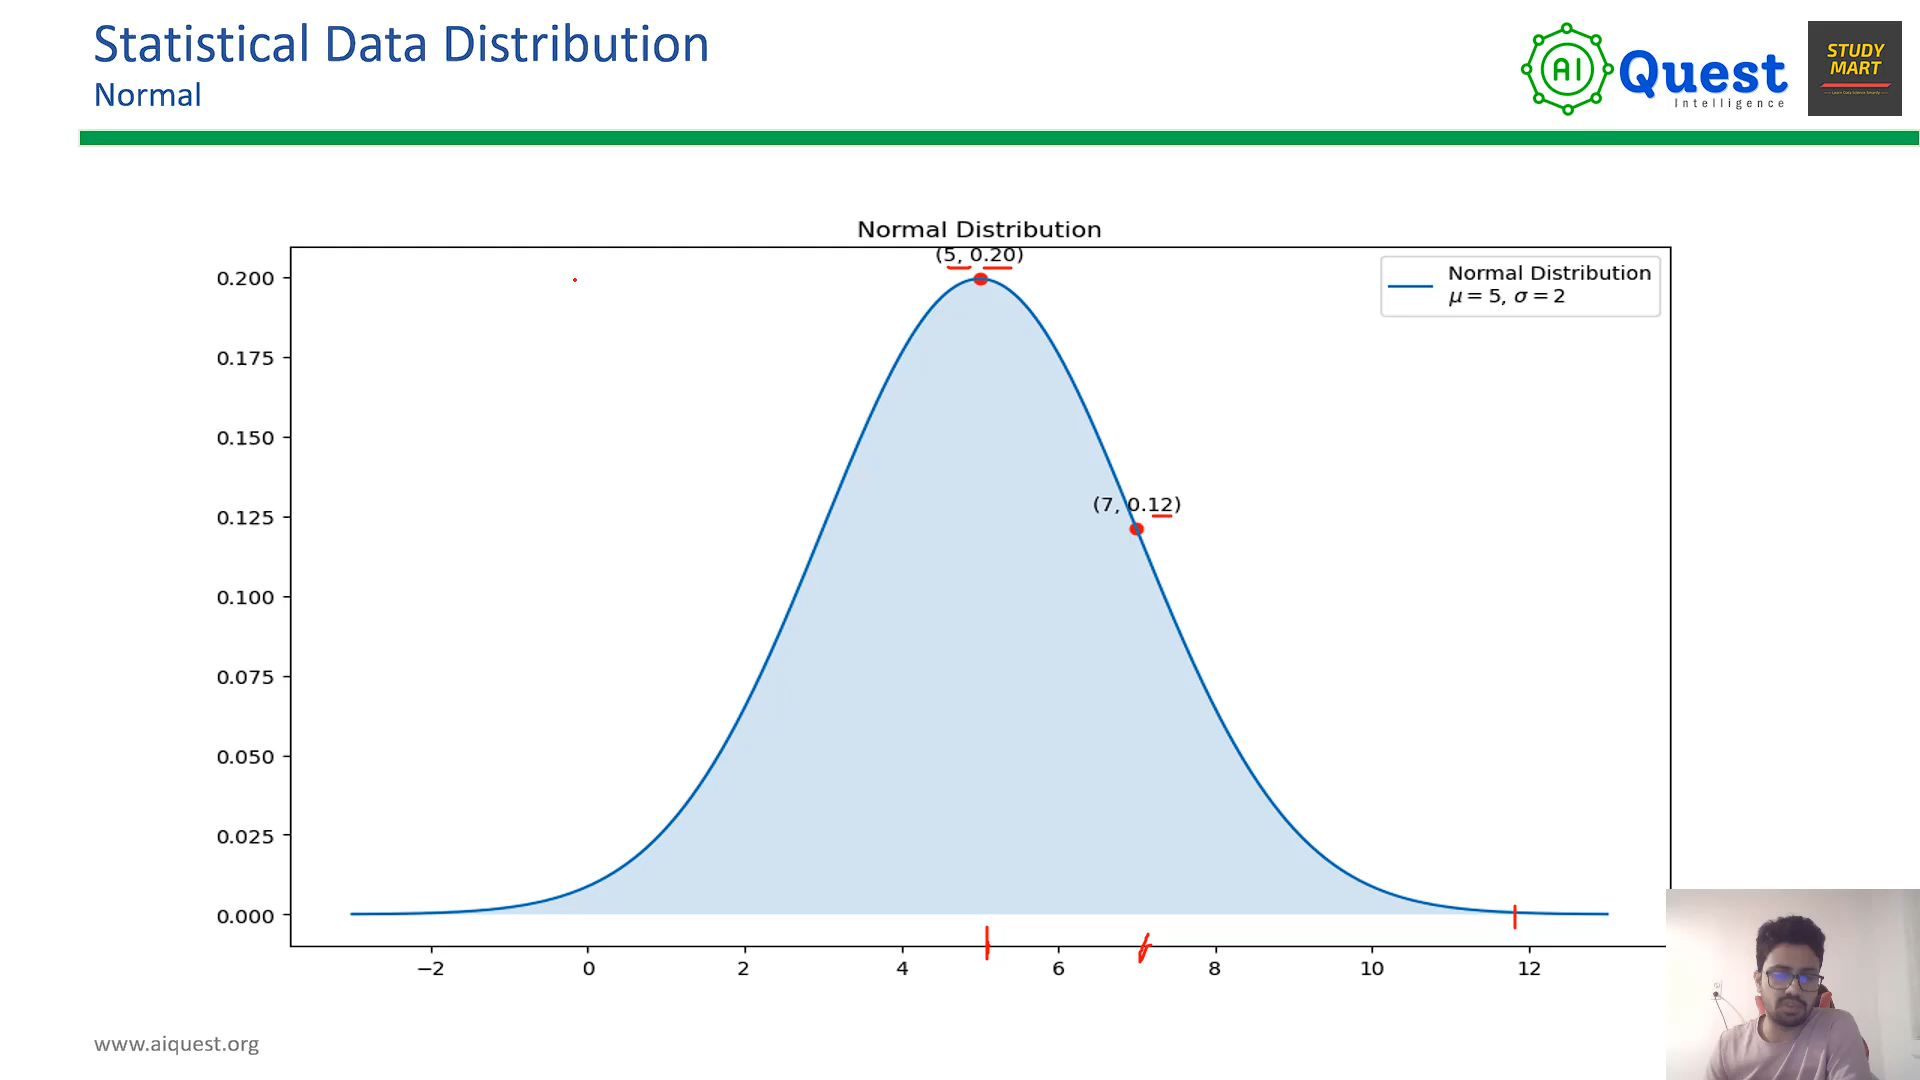 Statistical Data Distribution
Normal
AI Quest
Intelligence
STUDY
MART
Normal Distribution
(5, 0.20)
Normal Distribution
μ = 5, σ = 2
(7, 0.12)
0.200
0.175
0.150
0.125
0.100
0.075
0.050
0.025
0.000
−2 0 2 4 6 8 10 12
www.aiquest.org